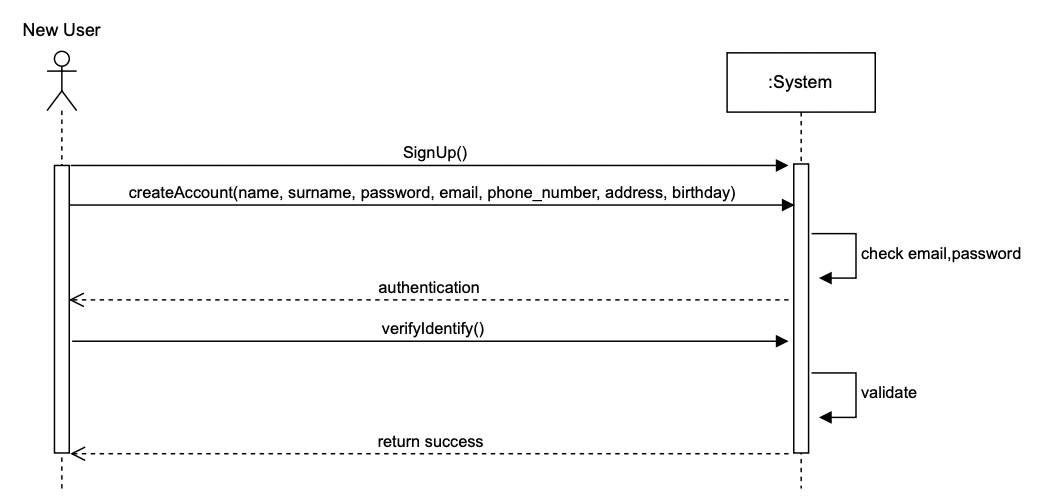 New User
:System
SignUp()
createAccount(name, surname, password, email, phone_number, address, birthday)
check email,password
authentication
verifyIdentify()
validate
return success